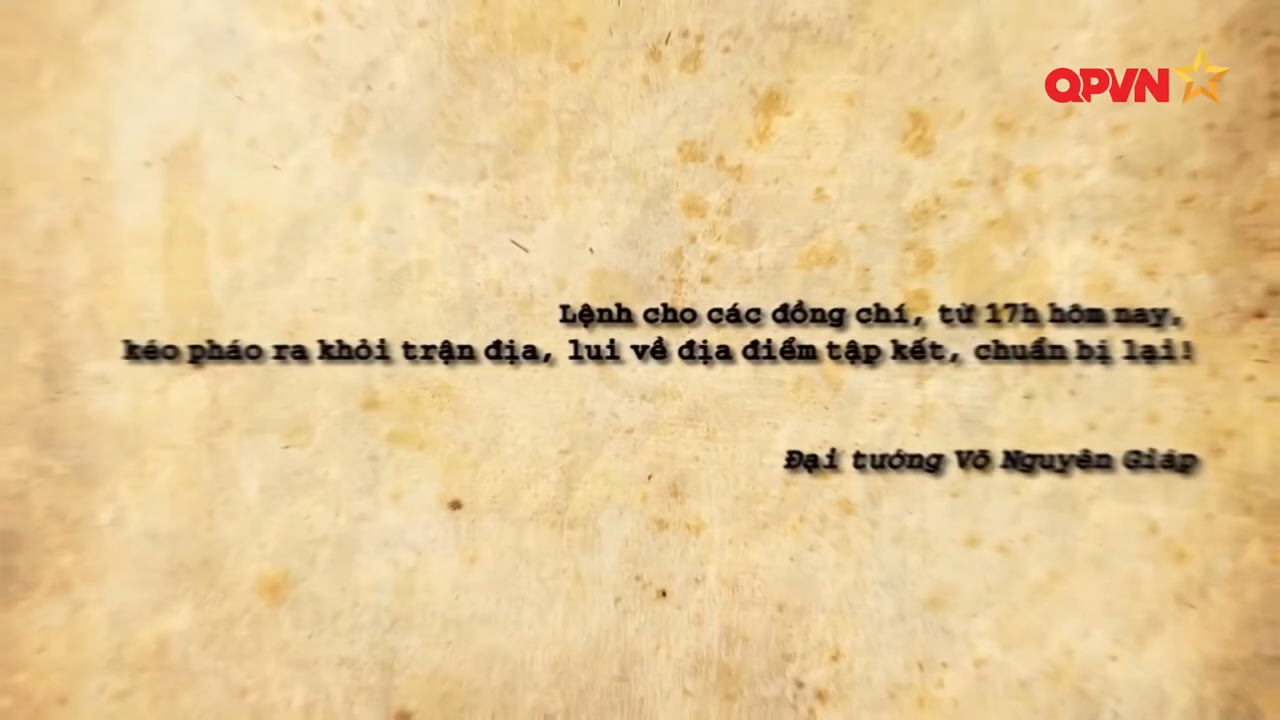 QPVN
Lệnh cho các đồng chí, từ 17h hôm nay,
kéo pháo ra khỏi trận địa, lui về địa điểm tập kết, chuẩn bị lại!
Đại tướng Võ Nguyên Giáp